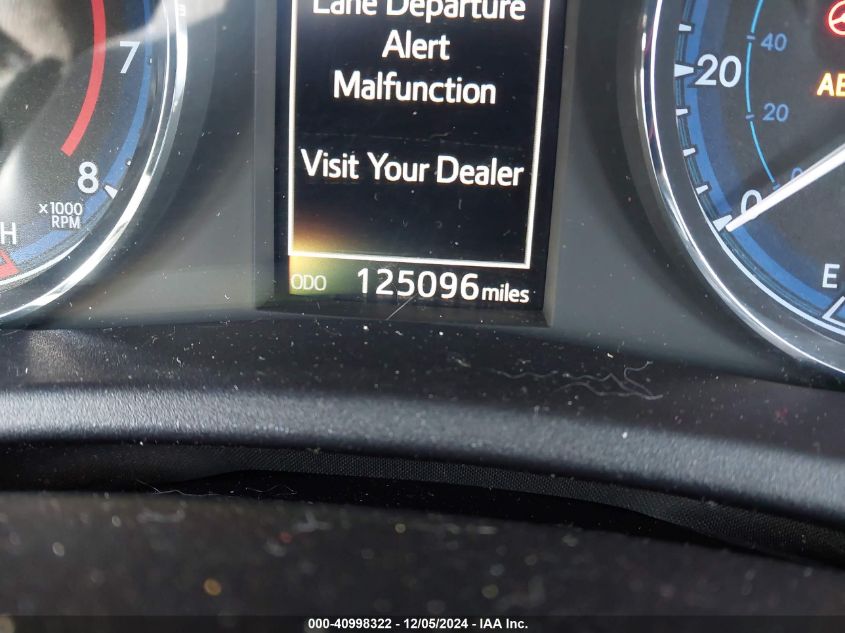 Lane Departure
Alert
Malfunction
Visit Your Dealer
ODO 125096 miles
7
8
x1000
RPM
H
40
20
20
0
0
E
000-40998322 - 12/05/2024 - IAA Inc.